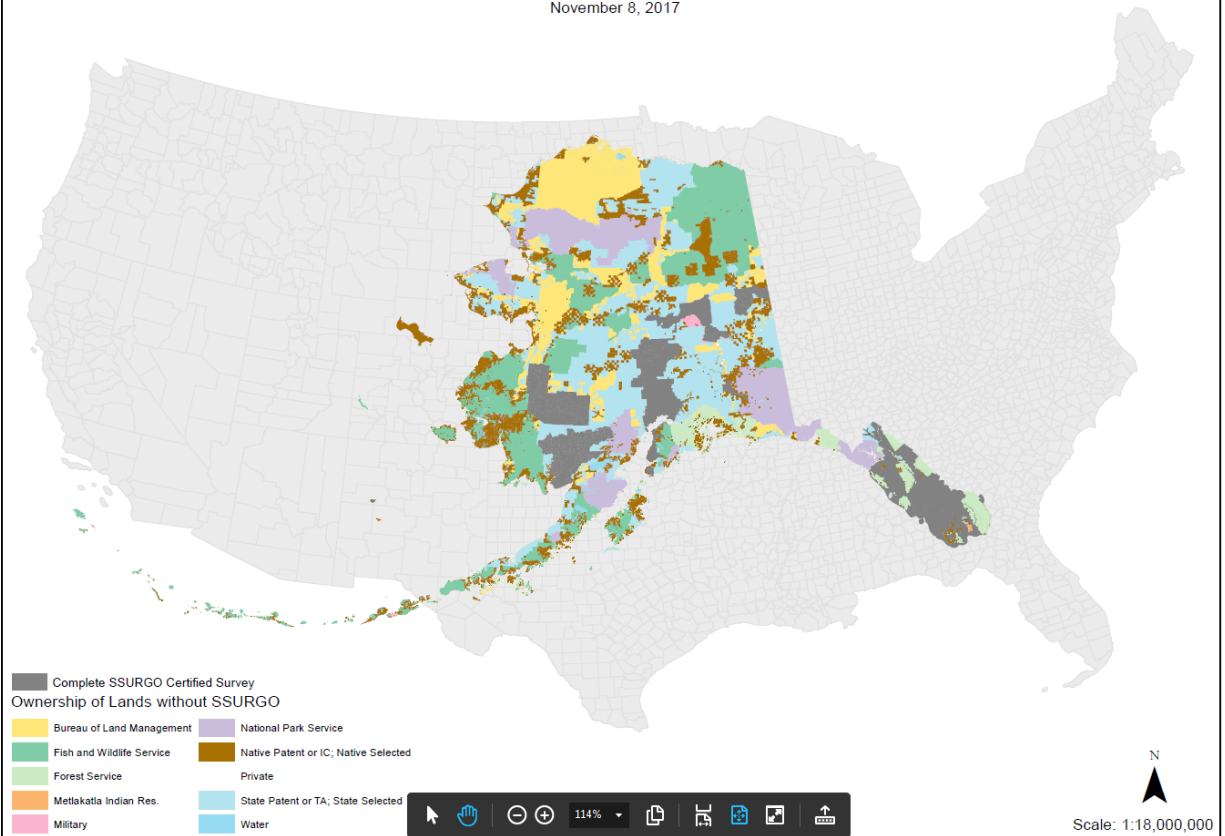 November 8, 2017
Complete SSURGO Certified Survey
Ownership of Lands without SSURGO
Bureau of Land Management
National Park Service
Fish and Wildlife Service
Native Patent or IC; Native Selected
Forest Service
Private
Metlakatla Indian Res.
State Patent or TA; State Selected
Military
Water
114%
N
Scale: 1:18,000,000